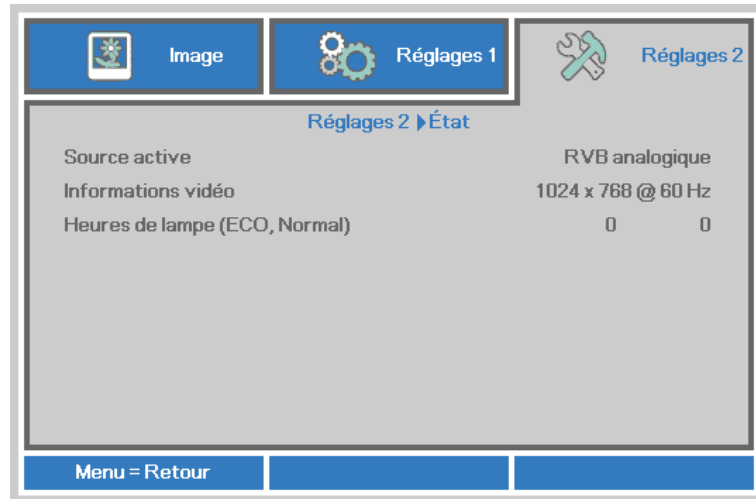 Image
Réglages 1
Réglages 2
Réglages 2 ▶ État
Source active RVB analogique
Informations vidéo 1024 x 768 @ 60 Hz
Heures de lampe (ECO, Normal) 0 0
Menu = Retour